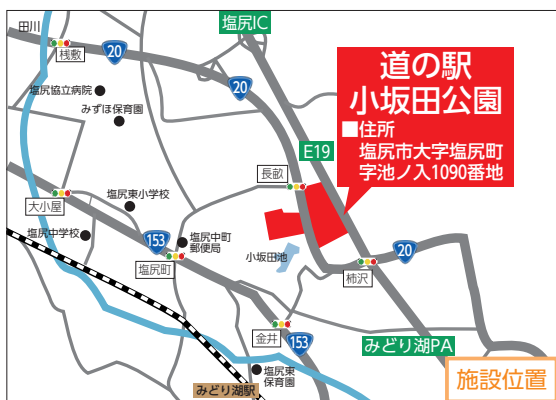 田川
塩尻IC
桟敷
20
20
道の駅
小坂田公園
■住所
塩尻市大字塩尻町
字池ノ入1090番地
塩尻協立病院
みずほ保育園
E19
長畝
大小屋
塩尻東小学校
塩尻中学校
153
塩尻中町
郵便局
塩尻町
小坂田池
20
柿沢
金井
153
みどり湖PA
塩尻東
保育園
みどり湖駅
施設位置